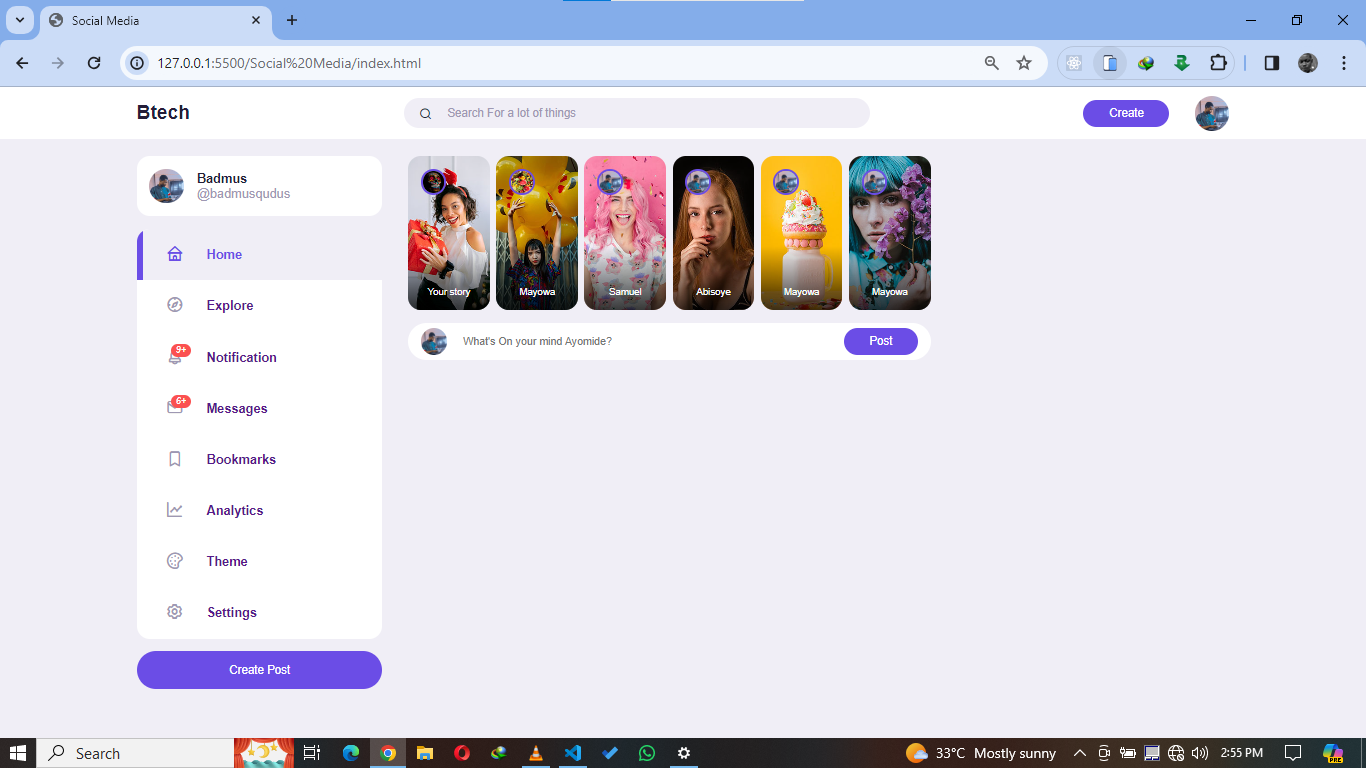 Social Media
127.0.0.1:5500/Social%20Media/index.html
Btech
Search For a lot of things
Create
Badmus
@badmusqudus
Home
Explore
9+
Notification
6+
Messages
Bookmarks
Analytics
Theme
Settings
Create Post
Your story
Mayowa
Samuel
Abisoye
Mayowa
Mayowa
What's On your mind Ayomide?
Post
Search
33°C Mostly sunny
2:55 PM
PRE